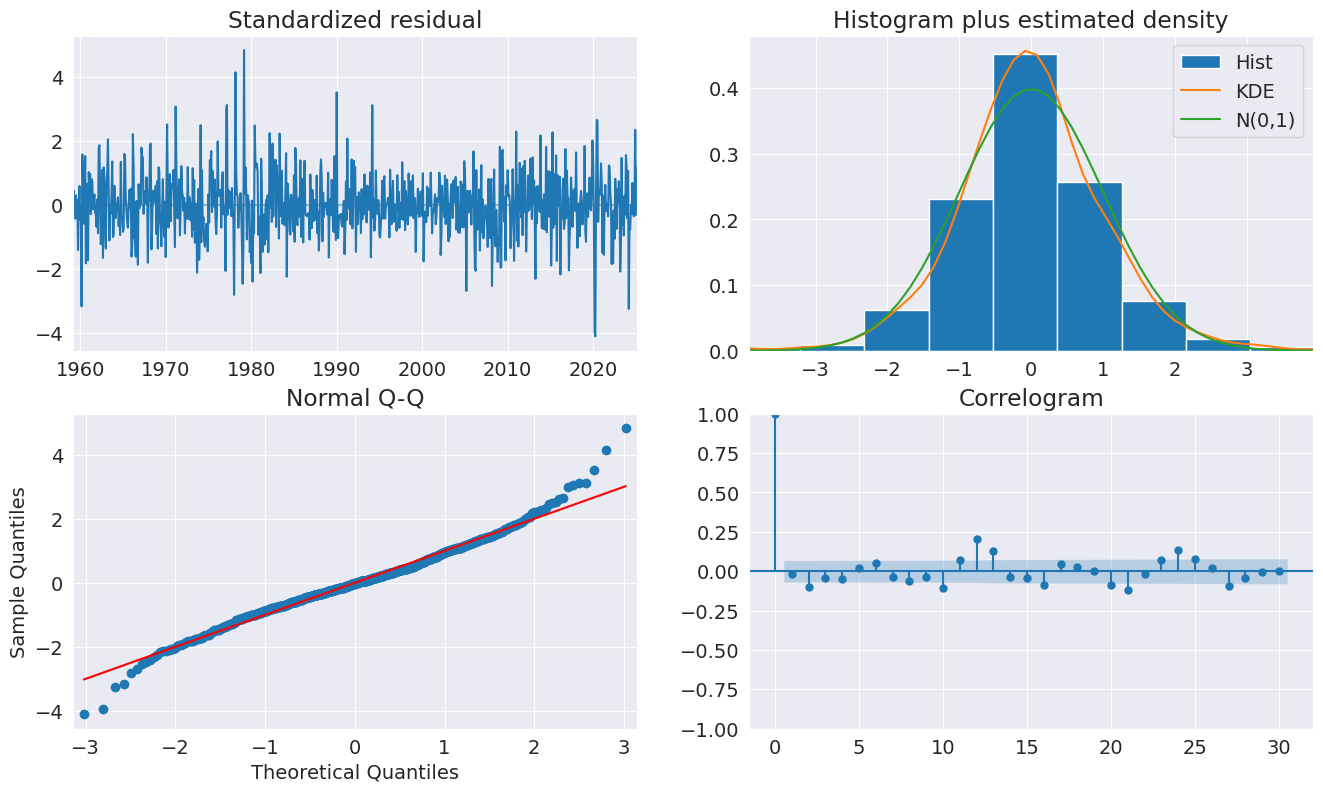 Standardized residual
4
2
0
−2
−4
1960 1970 1980 1990 2000 2010 2020
Histogram plus estimated density
Hist
KDE
N(0,1)
0.4
0.3
0.2
0.1
0.0
−3 −2 −1 0 1 2 3
Normal Q-Q
Sample Quantiles
4
2
0
−2
−4
−3 −2 −1 0 1 2 3
Theoretical Quantiles
Correlogram
1.00
0.75
0.50
0.25
0.00
−0.25
−0.50
−0.75
−1.00
0 5 10 15 20 25 30